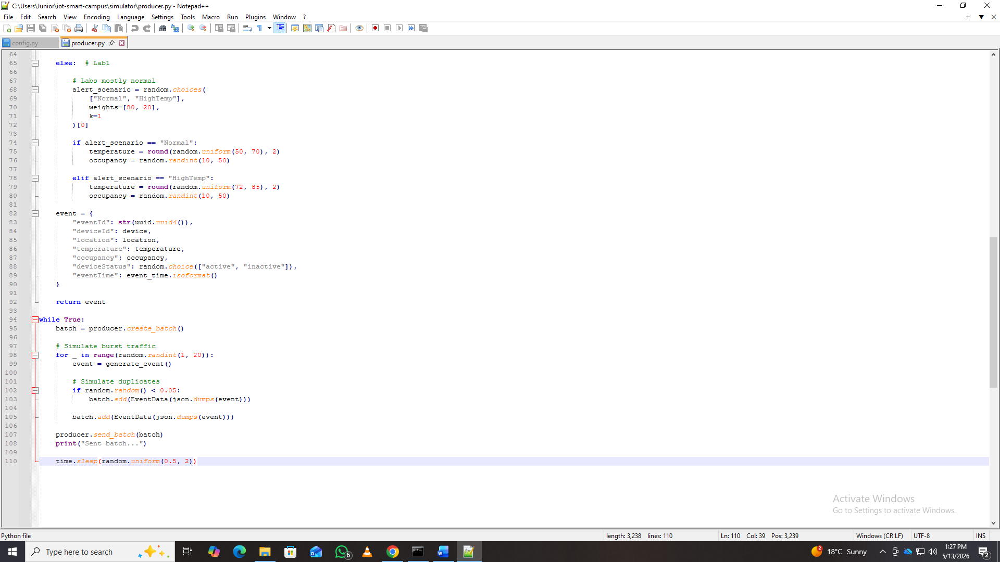 C:\Users\Junior\iot-smart-campus\simulator\producer.py - Notepad++
File Edit Search View Encoding Language Settings Tools Macro Run Plugins Window ?
config.py producer.py
64
65 else:  # Lab1
66
67 # Labs mostly normal
68 alert_scenario = random.choices(
69 ["Normal", "HighTemp"],
70 weights=[80, 20],
71 k=1
72 )[0]
73
74 if alert_scenario == "Normal":
75 temperature = round(random.uniform(50, 70), 2)
76 occupancy = random.randint(10, 50)
77
78 elif alert_scenario == "HighTemp":
79 temperature = round(random.uniform(72, 85), 2)
80 occupancy = random.randint(10, 50)
81
82 event = {
83 "eventId": str(uuid.uuid4()),
84 "deviceId": device,
85 "location": location,
86 "temperature": temperature,
87 "occupancy": occupancy,
88 "deviceStatus": random.choice(["active", "inactive"]),
89 "eventTime": event_time.isoformat()
90 }
91
92 return event
93
94 while True:
95 batch = producer.create_batch()
96
97 # Simulate burst traffic
98 for _ in range(random.randint(1, 20)):
99 event = generate_event()
100
101 # Simulate duplicates
102 if random.random() < 0.05:
103 batch.add(EventData(json.dumps(event)))
104
105 batch.add(EventData(json.dumps(event)))
106
107 producer.send_batch(batch)
108 print("Sent batch...")
109
110 time.sleep(random.uniform(0.5, 2))
Activate Windows
Go to Settings to activate Windows.
Python file length: 3,238 lines: 110 Ln: 110 Col: 39 Pos: 3,239 Windows (CR LF) UTF-8 INS
Type here to search 6 2 18°C Sunny 1:27 PM
5/13/2026 2